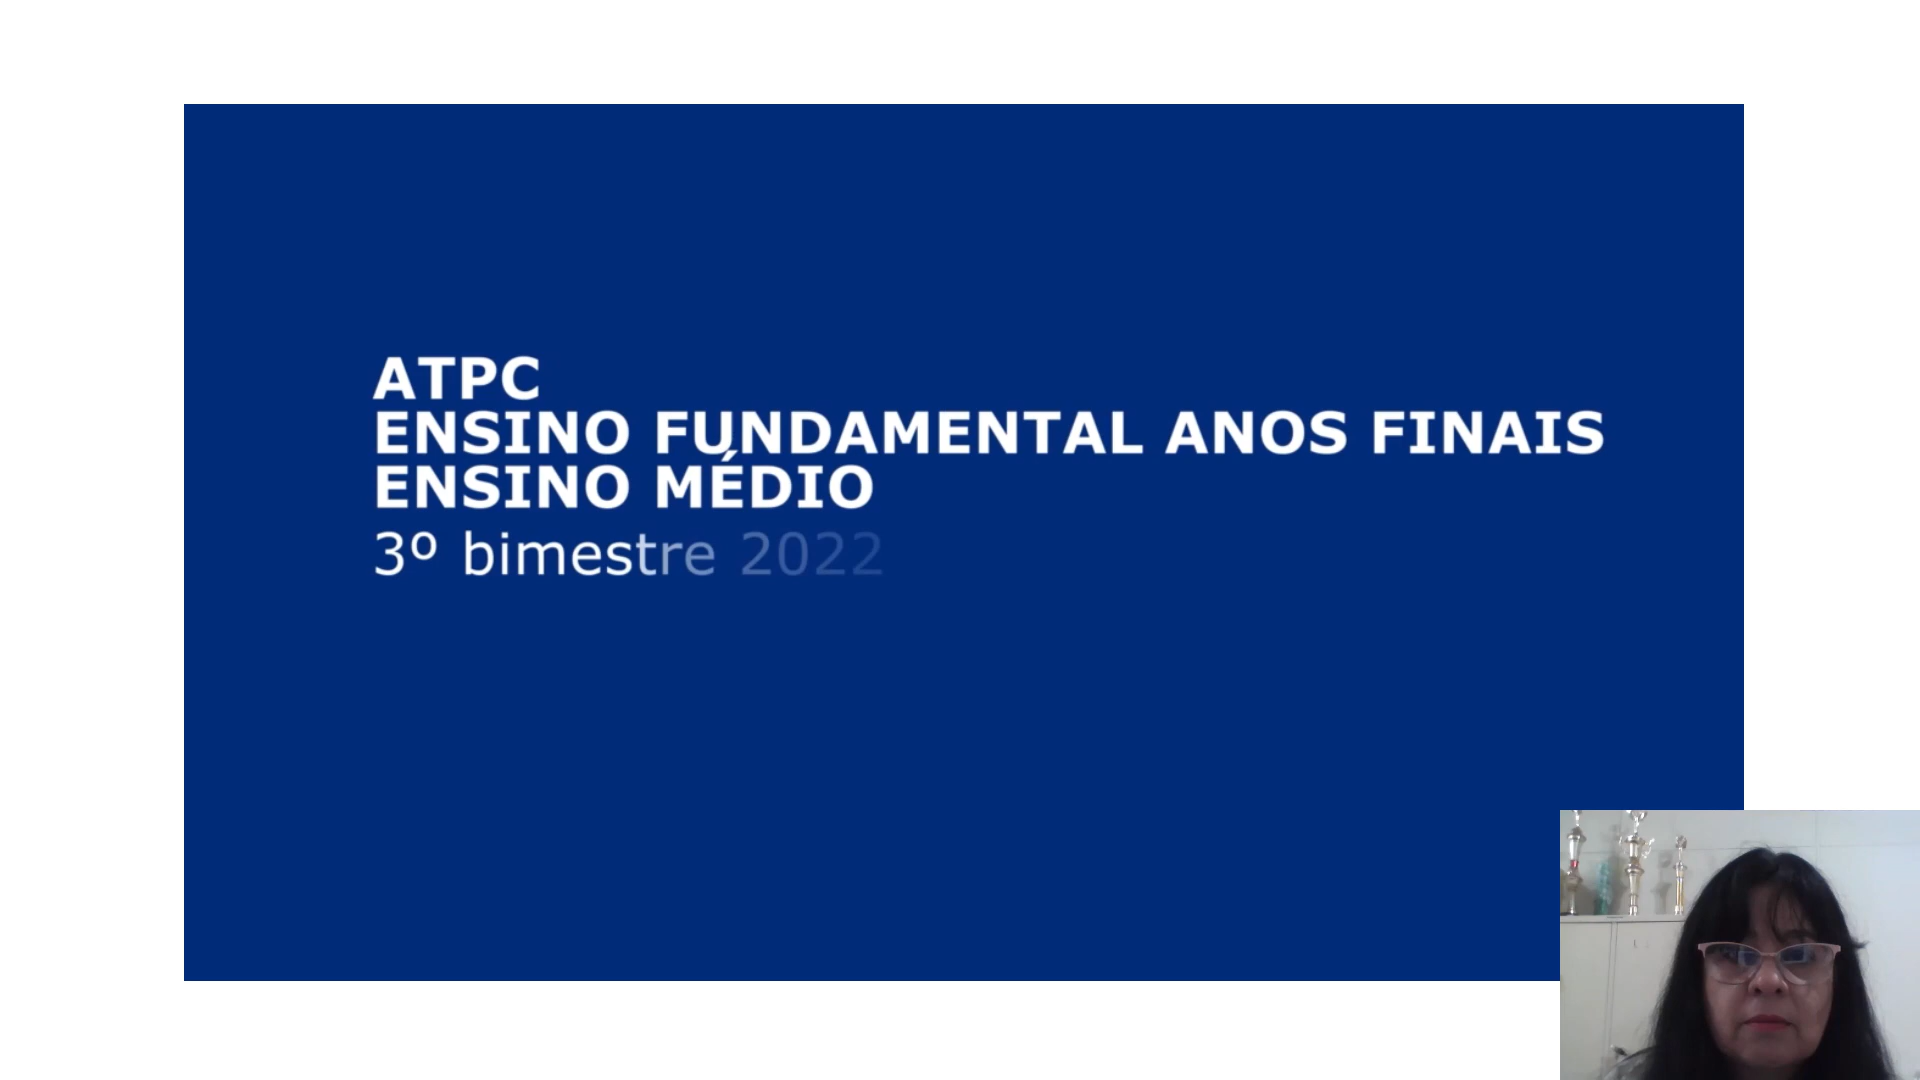 ATPC
ENSINO FUNDAMENTAL ANOS FINAIS
ENSINO MÉDIO
3º bimestre 2022